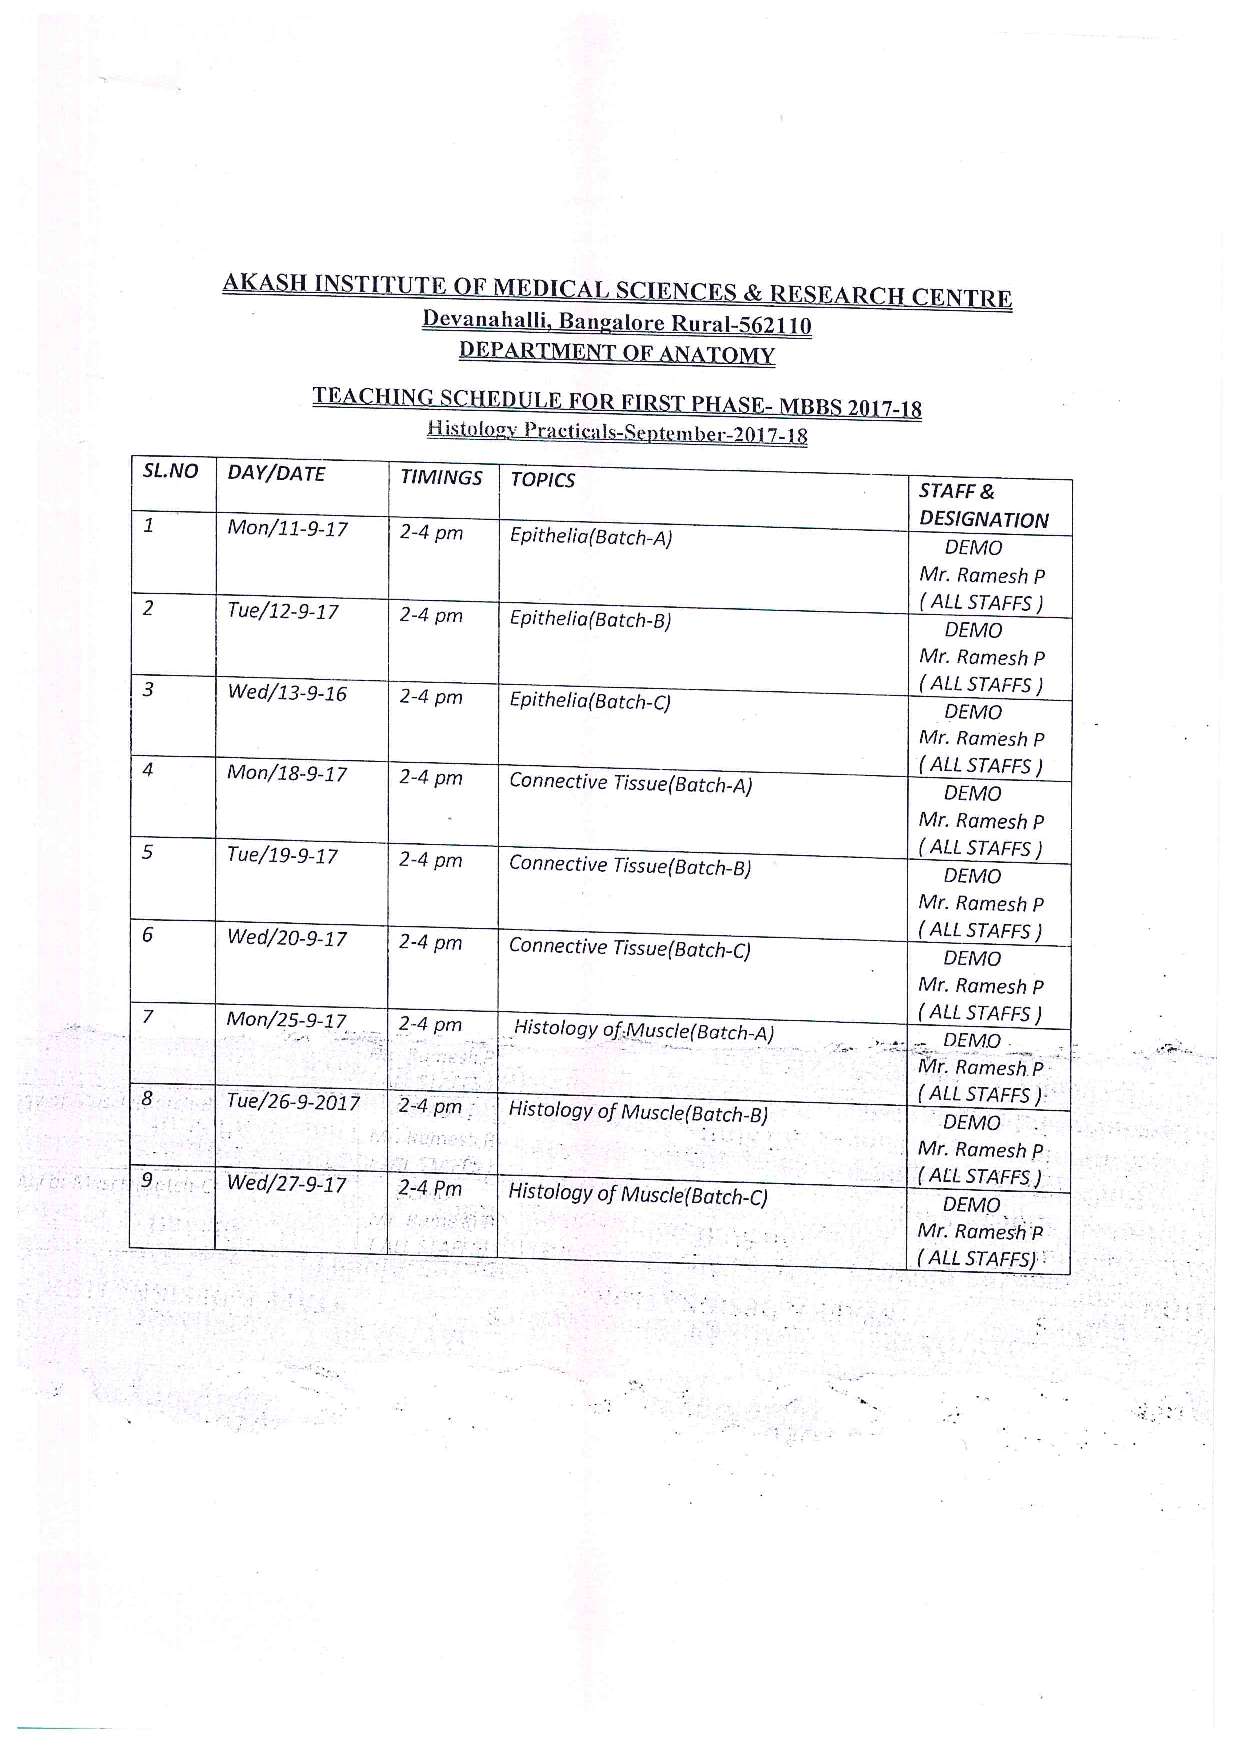 AKASH INSTITUTE OF MEDICAL SCIENCES & RESEARCH CENTRE
Devanahalli, Bangalore Rural-562110
DEPARTMENT OF ANATOMY
TEACHING SCHEDULE FOR FIRST PHASE- MBBS 2017-18
Histology Practicals-September-2017-18
SL.NO DAY/DATE TIMINGS TOPICS STAFF & DESIGNATION
1 Mon/11-9-17 2-4 pm Epithelia(Batch-A) DEMO
Mr. Ramesh P
( ALL STAFFS )
2 Tue/12-9-17 2-4 pm Epithelia(Batch-B) DEMO
Mr. Ramesh P
( ALL STAFFS )
3 Wed/13-9-16 2-4 pm Epithelia(Batch-C) DEMO
Mr. Ramesh P
( ALL STAFFS )
4 Mon/18-9-17 2-4 pm Connective Tissue(Batch-A) DEMO
Mr. Ramesh P
( ALL STAFFS )
5 Tue/19-9-17 2-4 pm Connective Tissue(Batch-B) DEMO
Mr. Ramesh P
( ALL STAFFS )
6 Wed/20-9-17 2-4 pm Connective Tissue(Batch-C) DEMO
Mr. Ramesh P
( ALL STAFFS )
7 Mon/25-9-17 2-4 pm Histology of Muscle(Batch-A) DEMO
Mr. Ramesh P
( ALL STAFFS )
8 Tue/26-9-2017 2-4 pm Histology of Muscle(Batch-B) DEMO
Mr. Ramesh P
( ALL STAFFS )
9 Wed/27-9-17 2-4 Pm Histology of Muscle(Batch-C) DEMO
Mr. Ramesh P
( ALL STAFFS)